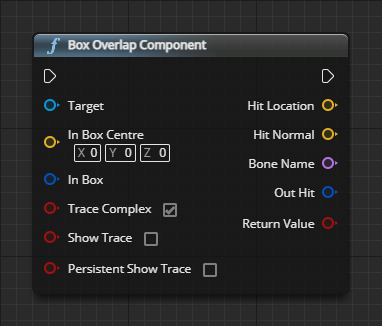 f Box Overlap Component
Target
Hit Location
In Box Centre
X 0 Y 0 Z 0
Hit Normal
Bone Name
In Box
Out Hit
Trace Complex
Return Value
Show Trace
Persistent Show Trace